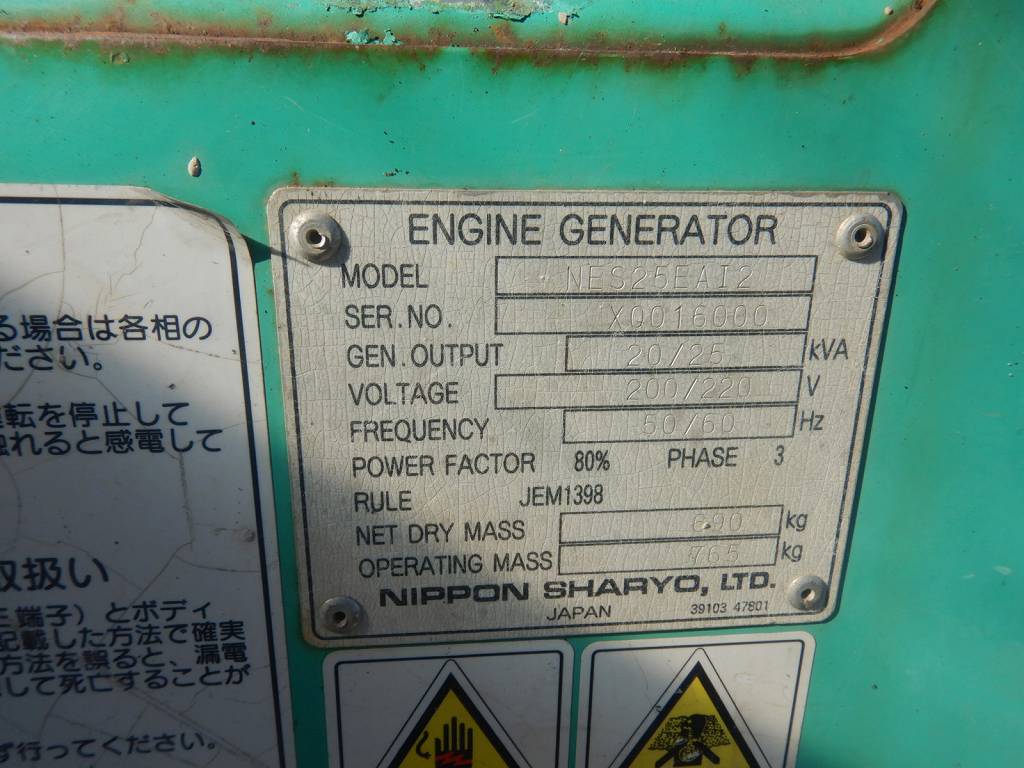 ENGINE GENERATOR
MODEL NES25EAI2
SER.NO. XQ016000
GEN.OUTPUT 20/25 kVA
VOLTAGE 200/220 V
FREQUENCY 50/60 Hz
POWER FACTOR 80% PHASE 3
RULE JEM1398
NET DRY MASS 690 kg
OPERATING MASS 765 kg
NIPPON SHARYO, LTD.
JAPAN 39103 47601
る場合は各相の
ださい。
転を停止して
れると感電して
取扱い
端子）とボディ
記載した方法で確実
方法を誤ると、漏電
して死亡することが
ず行ってください。